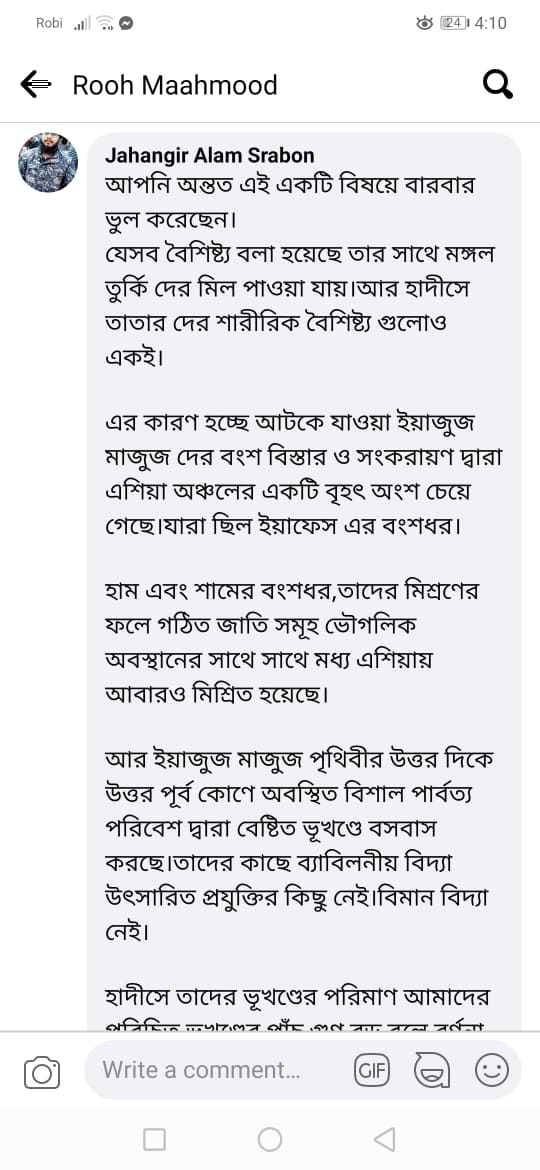 Robi 24 4:10
Rooh Maahmood
Jahangir Alam Srabon
আপনি অন্তত এই একটি বিষয়ে বারবার
ভুল করেছেন।
যেসব বৈশিষ্ট্য বলা হয়েছে তার সাথে মঙ্গল
তুর্কি দের মিল পাওয়া যায়।আর হাদীসে
তাতার দের শারীরিক বৈশিষ্ট্য গুলোও
একই।
এর কারণ হচ্ছে আটকে যাওয়া ইয়াজুজ
মাজুজ দের বংশ বিস্তার ও সংকরায়ণ দ্বারা
এশিয়া অঞ্চলের একটি বৃহৎ অংশ চেয়ে
গেছে।যারা ছিল ইয়াফেস এর বংশধর।
হাম এবং শামের বংশধর,তাদের মিশ্রণের
ফলে গঠিত জাতি সমূহ ভৌগলিক
অবস্থানের সাথে সাথে মধ্য এশিয়ায়
আবারও মিশ্রিত হয়েছে।
আর ইয়াজুজ মাজুজ পৃথিবীর উত্তর দিকে
উত্তর পূর্ব কোণে অবস্থিত বিশাল পার্বত্য
পরিবেশ দ্বারা বেষ্টিত ভূখণ্ডে বসবাস
করছে।তাদের কাছে ব্যাবিলনীয় বিদ্যা
উৎসারিত প্রযুক্তির কিছু নেই।বিমান বিদ্যা
নেই।
হাদীসে তাদের ভূখণ্ডের পরিমাণ আমাদের
Write a comment...
GIF